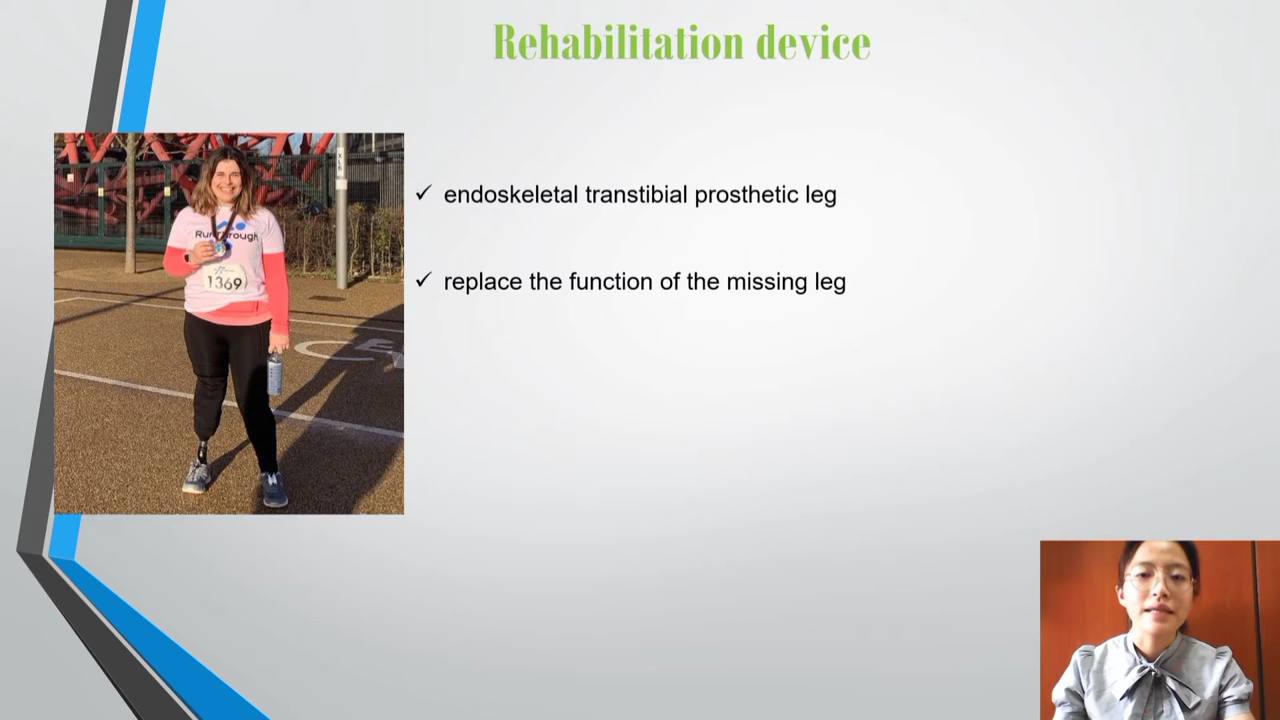 Rehabilitation device
endoskeletal transtibial prosthetic leg
replace the function of the missing leg
1369